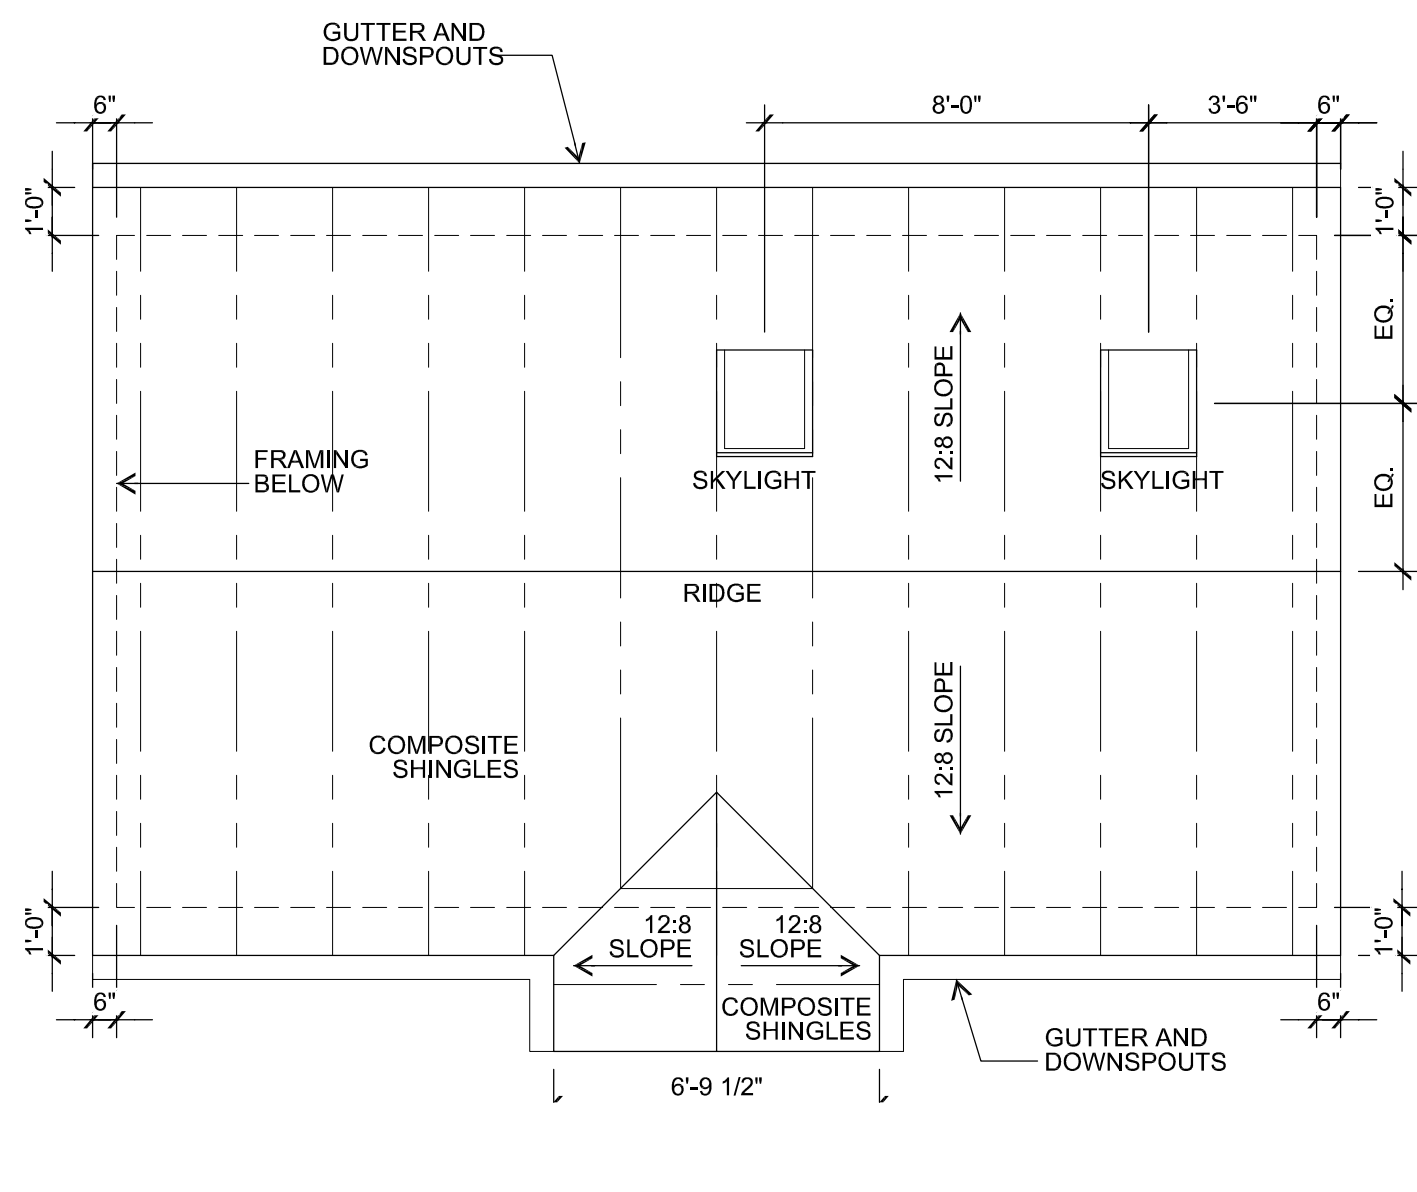 GUTTER AND
DOWNSPOUTS
6"
8'-0"
3'-6"
6"
1'-0"
1'-0"
EQ.
12:8 SLOPE
FRAMING
BELOW
SKYLIGHT
SKYLIGHT
EQ.
RIDGE
12:8 SLOPE
COMPOSITE
SHINGLES
1'-0"
12:8
SLOPE
12:8
SLOPE
1'-0"
6"
COMPOSITE
SHINGLES
6"
GUTTER AND
DOWNSPOUTS
6'-9 1/2"